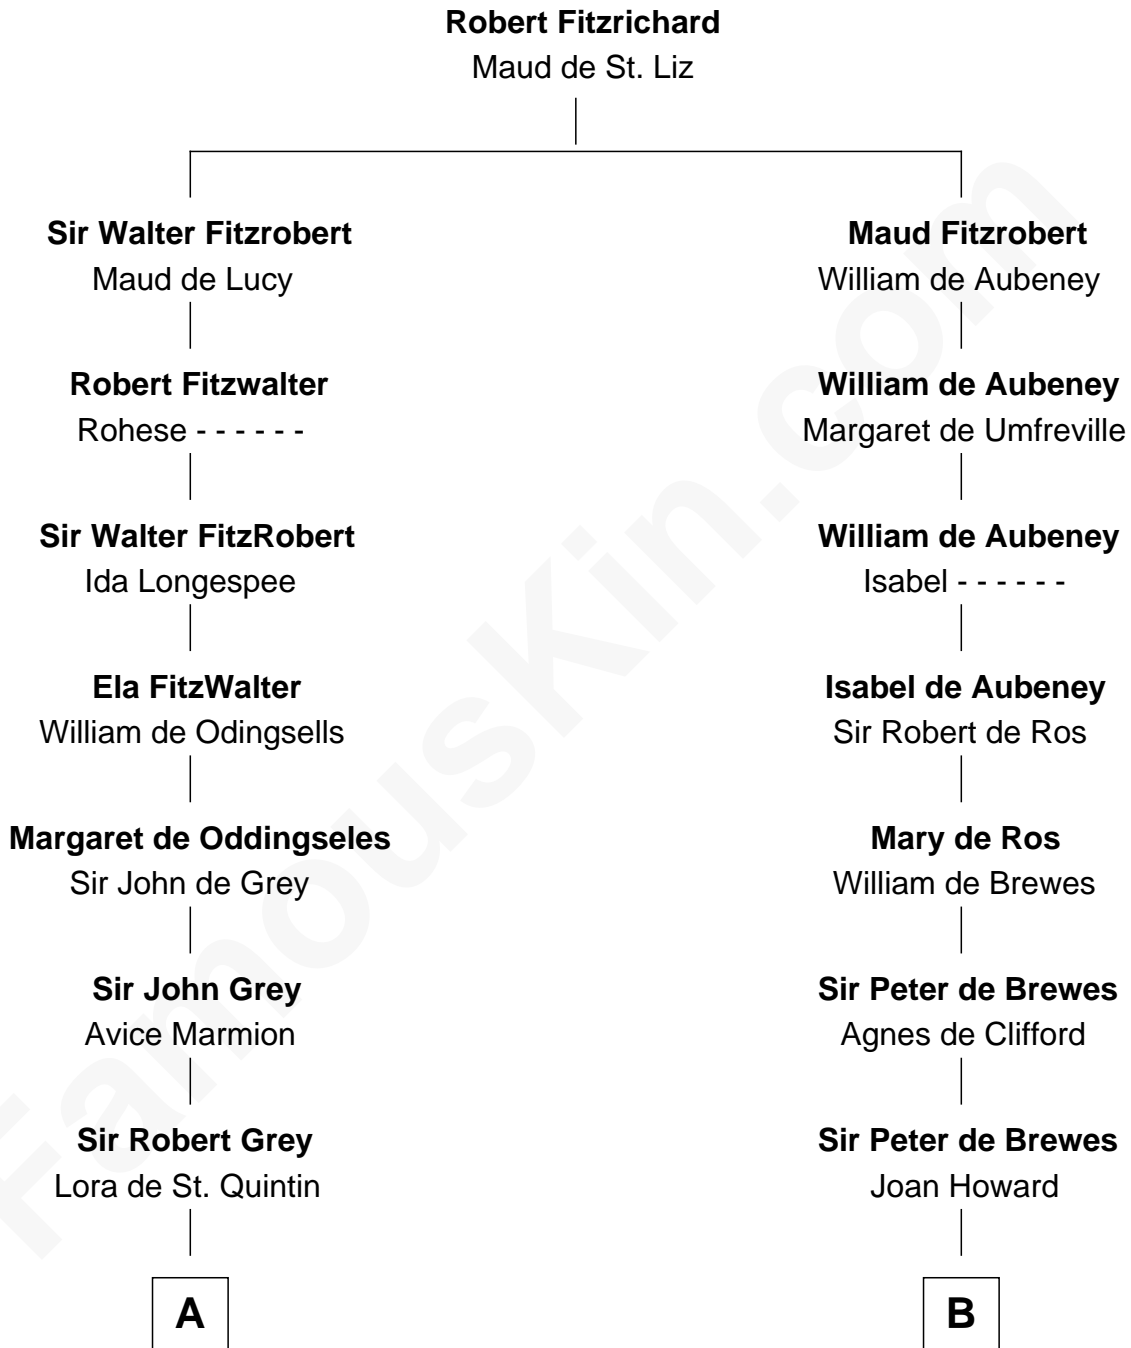 Robert Fitzrichard
Maud de St. Liz
Sir Walter Fitzrobert
Maud de Lucy
Maud Fitzrobert
William de Aubeney
Robert Fitzwalter
Rohese - - - - - -
William de Aubeney
Margaret de Umfreville
Sir Walter FitzRobert
Ida Longespee
William de Aubeney
Isabel - - - - - -
Ela FitzWalter
William de Odingsells
Isabel de Aubeney
Sir Robert de Ros
Margaret de Oddingseles
Sir John de Grey
Mary de Ros
William de Brewes
Sir John Grey
Avice Marmion
Sir Peter de Brewes
Agnes de Clifford
Sir Robert Grey
Lora de St. Quintin
Sir Peter de Brewes
Joan Howard
A
B
FamousKin.com